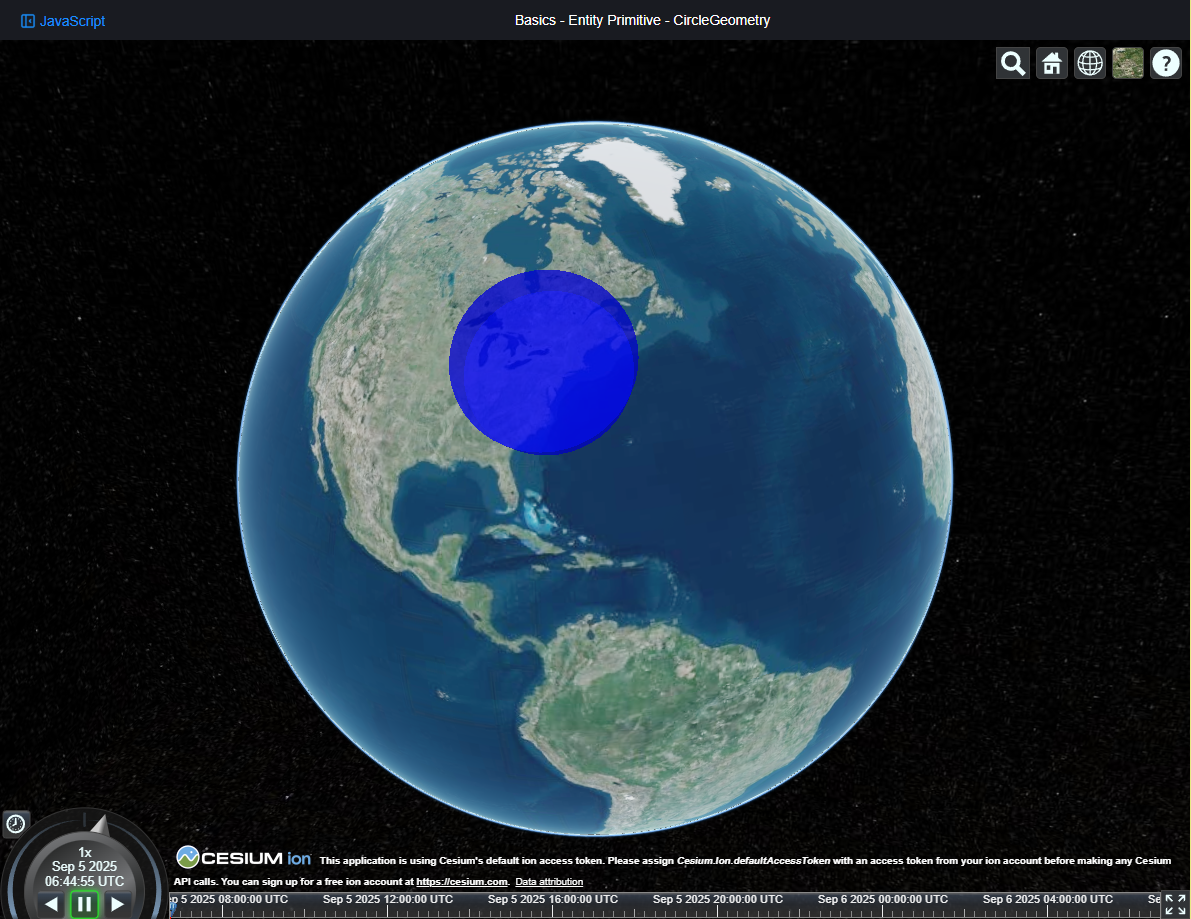 JavaScript
Basics - Entity Primitive - CircleGeometry
?
1x
Sep 5 2025
06:44:55 UTC
CESIUM ion This application is using Cesium's default ion access token. Please assign Cesium.Ion.defaultAccessToken with an access token from your ion account before making any Cesium
API calls. You can sign up for a free ion account at https://cesium.com. Data attribution
p 5 2025 08:00:00 UTC Sep 5 2025 12:00:00 UTC Sep 5 2025 16:00:00 UTC Sep 5 2025 20:00:00 UTC Sep 6 2025 00:00:00 UTC Sep 6 2025 04:00:00 UTC Se